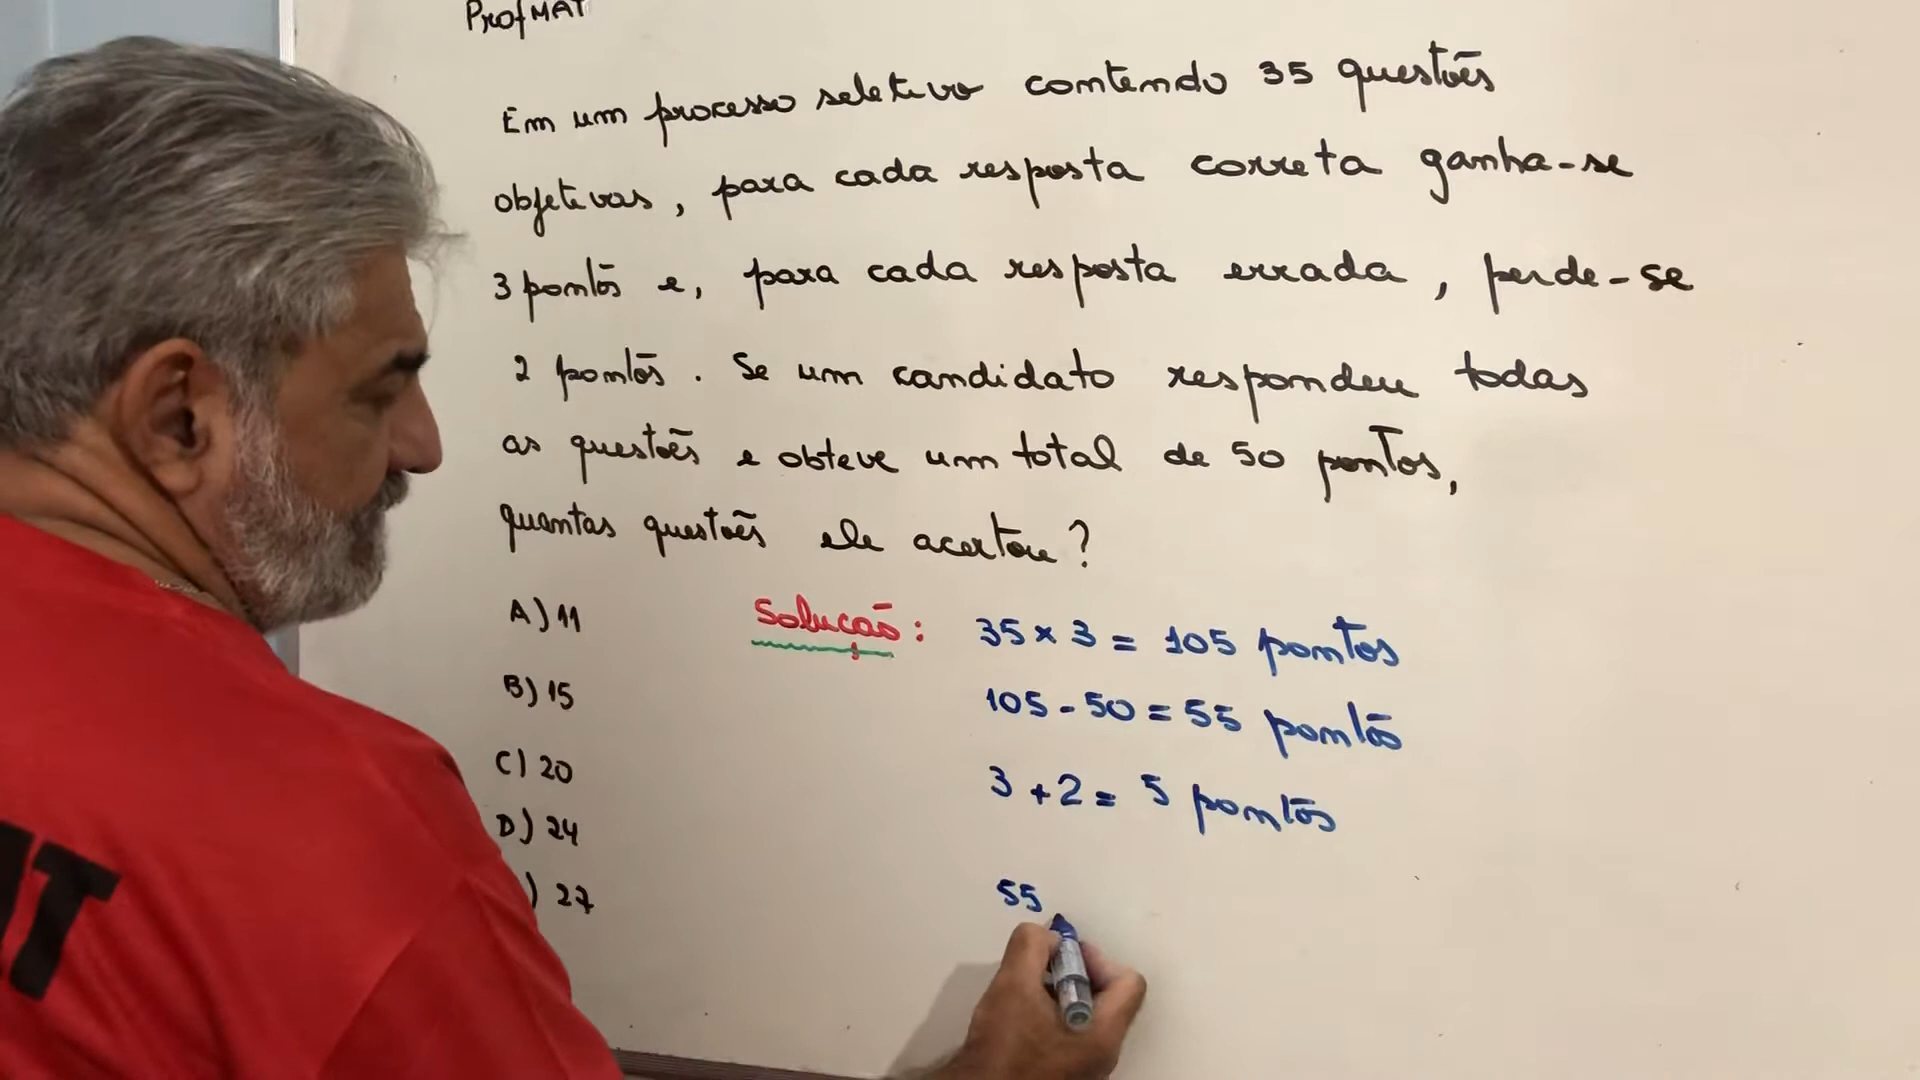 ProfMAT
Em um processo seletivo contendo 35 questões
objetivas, para cada resposta correta ganha-se
3 pontos e, para cada resposta errada, perde-se
2 pontos. Se um candidato respondeu todas
as questões e obteve um total de 50 pontos,
quantas questões ele acertou?
A) 11
B) 15
C) 20
D) 24
) 27
Solução:
35 × 3 = 105 pontos
105 - 50 = 55 pontos
3 + 2 = 5 pontos
55